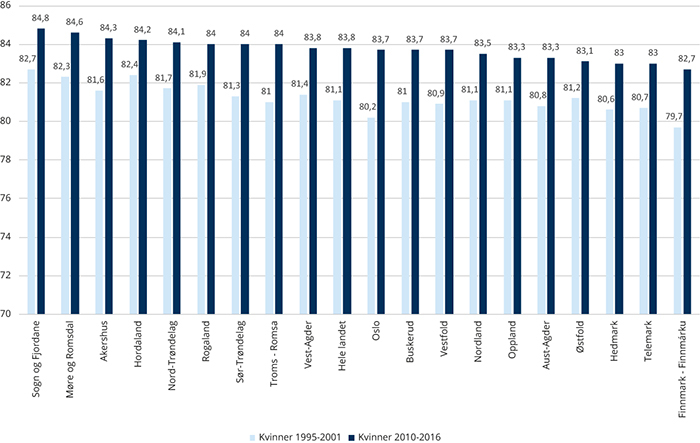 86
84
82
80
78
76
74
72
70
82,7 84,8
82,3 84,6
81,6 84,3
82,4 84,2
81,7 84,1
81,9 84
81,3 84
81 84
81,4 83,8
81,1 83,8
80,2 83,7
81 83,7
80,9 83,7
81,1 83,5
81,1 83,3
80,8 83,3
81,2 83,1
80,6 83
80,7 83
79,7 82,7
Sogn og Fjordane
Møre og Romsdal
Akershus
Hordaland
Nord-Trøndelag
Rogaland
Sør-Trøndelag
Troms - Romsa
Vest-Agder
Hele landet
Oslo
Buskerud
Vestfold
Nordland
Oppland
Aust-Agder
Østfold
Hedmark
Telemark
Finnmark - Finnmárku
Kvinner 1995-2001 Kvinner 2010-2016